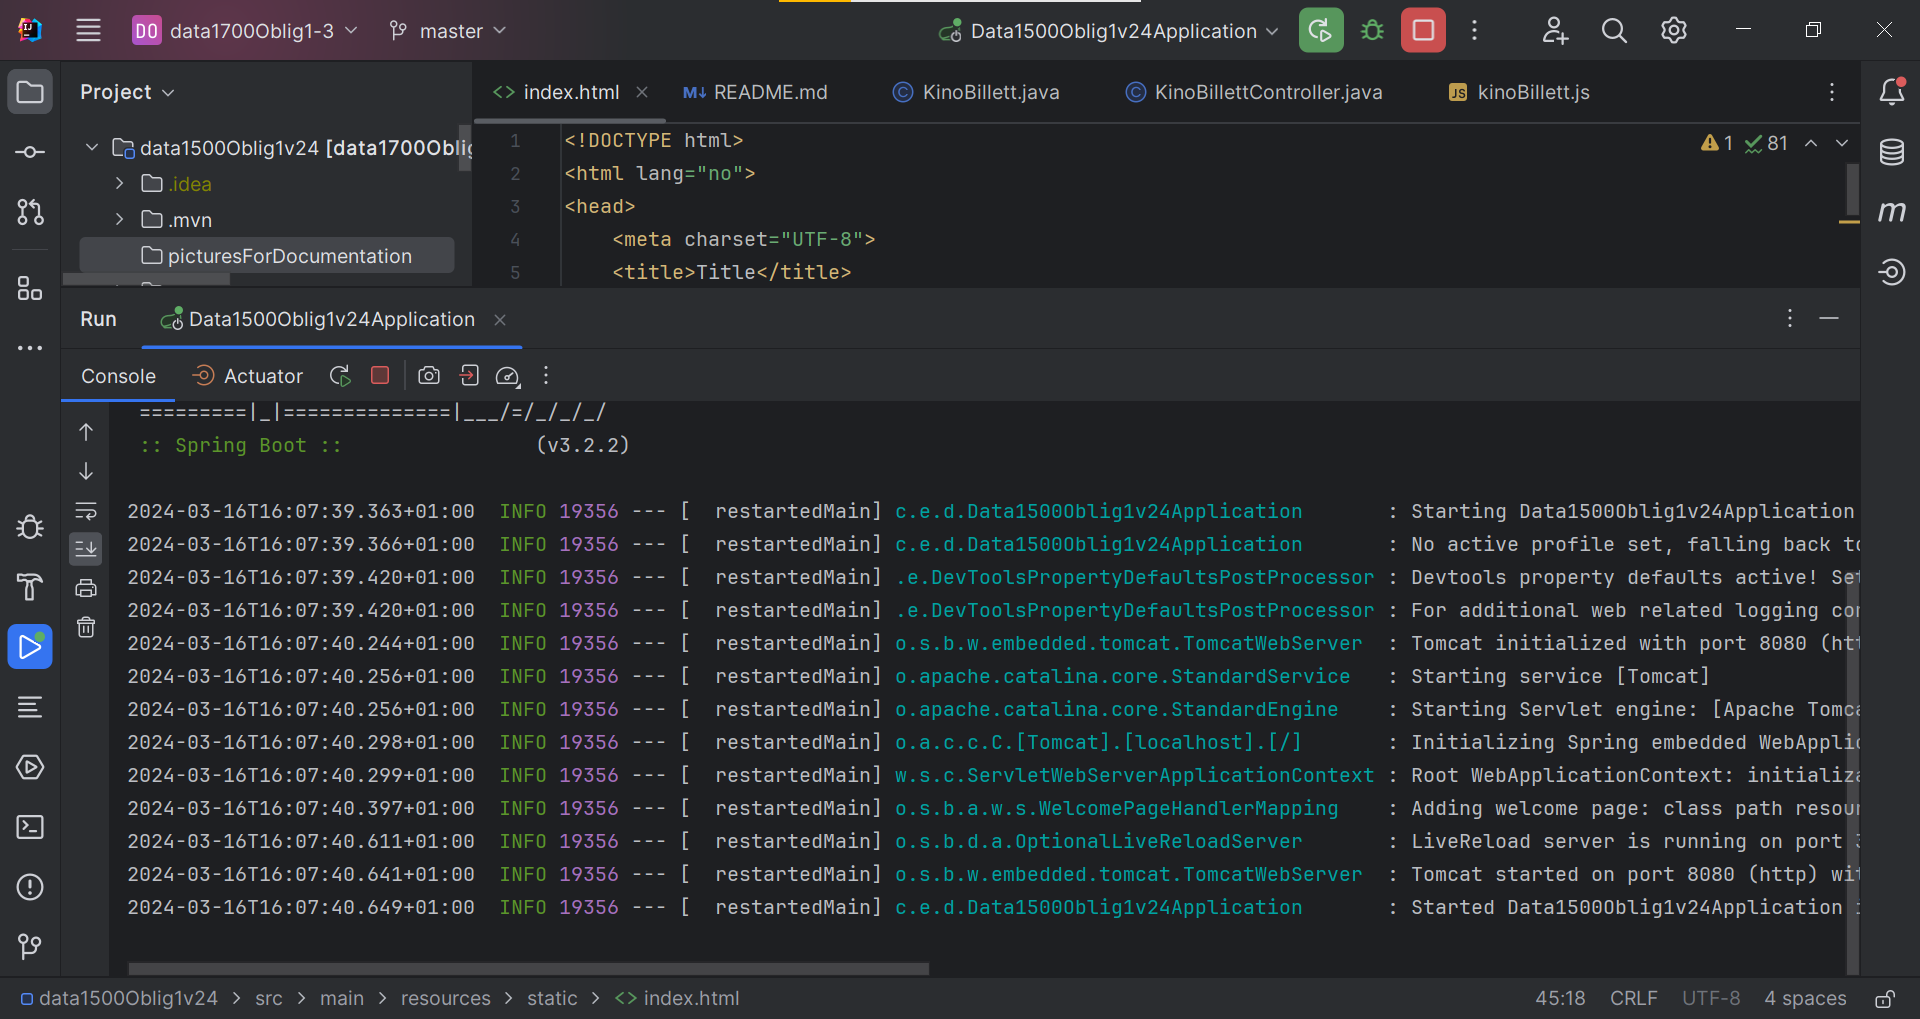 DO data1700Oblig1-3 master Data1500Oblig1v24Application
Project
index.html M↓ README.md C KinoBillett.java C KinoBillettController.java JS kinoBillett.js
data1500Oblig1v24 [data1700Oblig
.idea
.mvn
picturesForDocumentation
1 <!DOCTYPE html>
2 <html lang="no">
3 <head>
4 <meta charset="UTF-8">
5 <title>Title</title>
1 81
m
Run Data1500Oblig1v24Application
Console Actuator
=========|_|==============|___/=/_/_/_/
:: Spring Boot :: (v3.2.2)
2024-03-16T16:07:39.363+01:00 INFO 19356 --- [ restartedMain] c.e.d.Data1500Oblig1v24Application : Starting Data1500Oblig1v24Application
2024-03-16T16:07:39.366+01:00 INFO 19356 --- [ restartedMain] c.e.d.Data1500Oblig1v24Application : No active profile set, falling back to
2024-03-16T16:07:39.420+01:00 INFO 19356 --- [ restartedMain] .e.DevToolsPropertyDefaultsPostProcessor : Devtools property defaults active! Set
2024-03-16T16:07:39.420+01:00 INFO 19356 --- [ restartedMain] .e.DevToolsPropertyDefaultsPostProcessor : For additional web related logging con
2024-03-16T16:07:40.244+01:00 INFO 19356 --- [ restartedMain] o.s.b.w.embedded.tomcat.TomcatWebServer : Tomcat initialized with port 8080 (htt
2024-03-16T16:07:40.256+01:00 INFO 19356 --- [ restartedMain] o.apache.catalina.core.StandardService : Starting service [Tomcat]
2024-03-16T16:07:40.256+01:00 INFO 19356 --- [ restartedMain] o.apache.catalina.core.StandardEngine : Starting Servlet engine: [Apache Tomca
2024-03-16T16:07:40.298+01:00 INFO 19356 --- [ restartedMain] o.a.c.c.C.[Tomcat].[localhost].[/] : Initializing Spring embedded WebApplic
2024-03-16T16:07:40.299+01:00 INFO 19356 --- [ restartedMain] w.s.c.ServletWebServerApplicationContext : Root WebApplicationContext: initializa
2024-03-16T16:07:40.397+01:00 INFO 19356 --- [ restartedMain] o.s.b.a.w.s.WelcomePageHandlerMapping : Adding welcome page: class path resour
2024-03-16T16:07:40.611+01:00 INFO 19356 --- [ restartedMain] o.s.b.d.a.OptionalLiveReloadServer : LiveReload server is running on port 3
2024-03-16T16:07:40.641+01:00 INFO 19356 --- [ restartedMain] o.s.b.w.embedded.tomcat.TomcatWebServer : Tomcat started on port 8080 (http) wit
2024-03-16T16:07:40.649+01:00 INFO 19356 --- [ restartedMain] c.e.d.Data1500Oblig1v24Application : Started Data1500Oblig1v24Application
data1500Oblig1v24 > src > main > resources > static > <> index.html 45:18 CRLF UTF-8 4 spaces